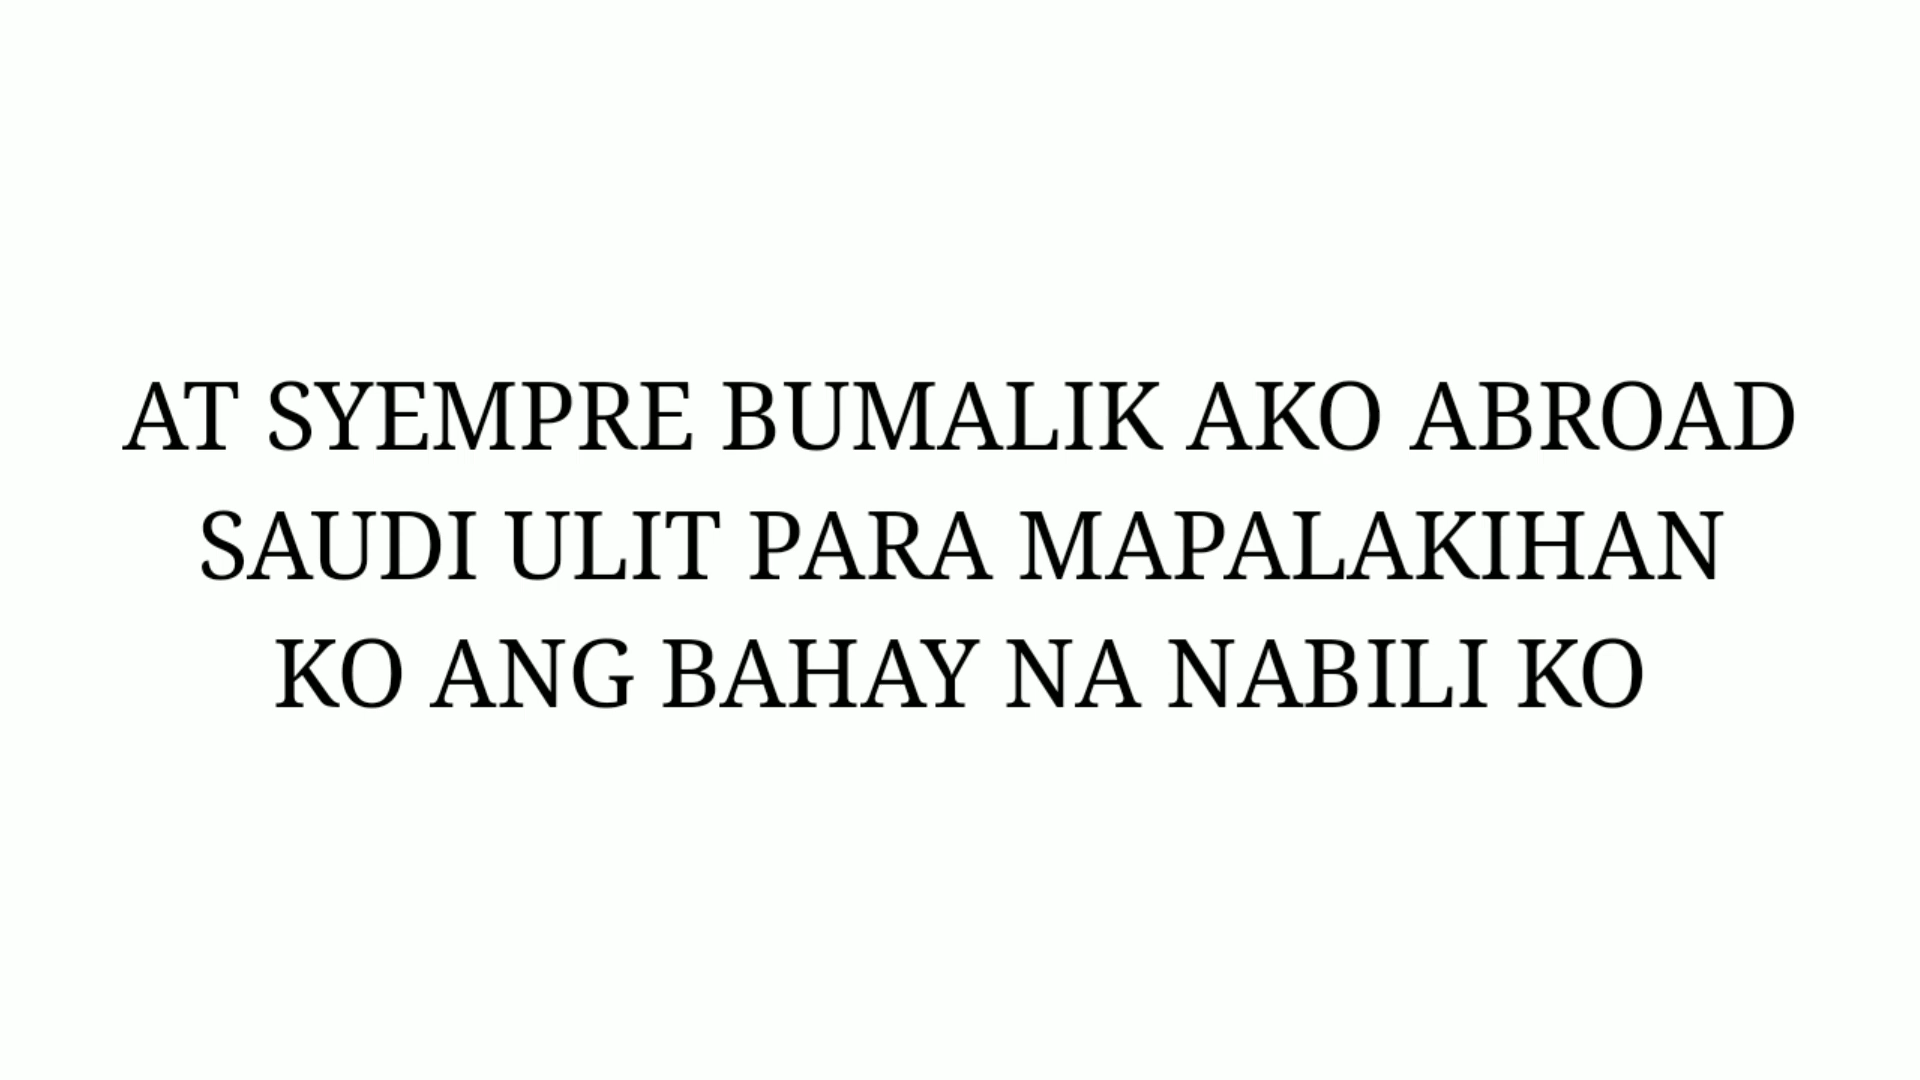 AT SYEMPRE BUMALIK AKO ABROAD
SAUDI ULIT PARA MAPALAKIHAN
KO ANG BAHAY NA NABILI KO